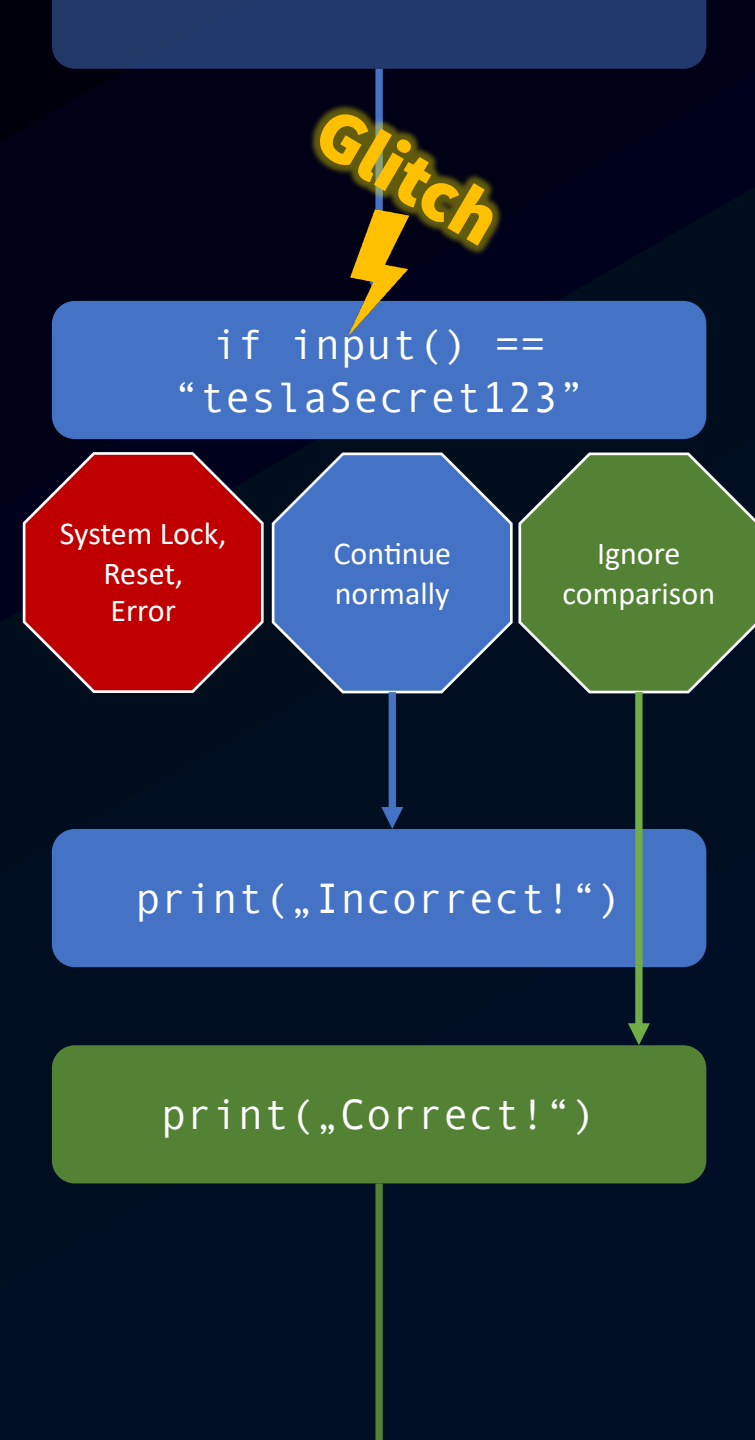 Glitch
if input() ==
“teslaSecret123”
System Lock,
Reset,
Error
Continue
normally
Ignore
comparison
print(„Incorrect!“)
print(„Correct!“)